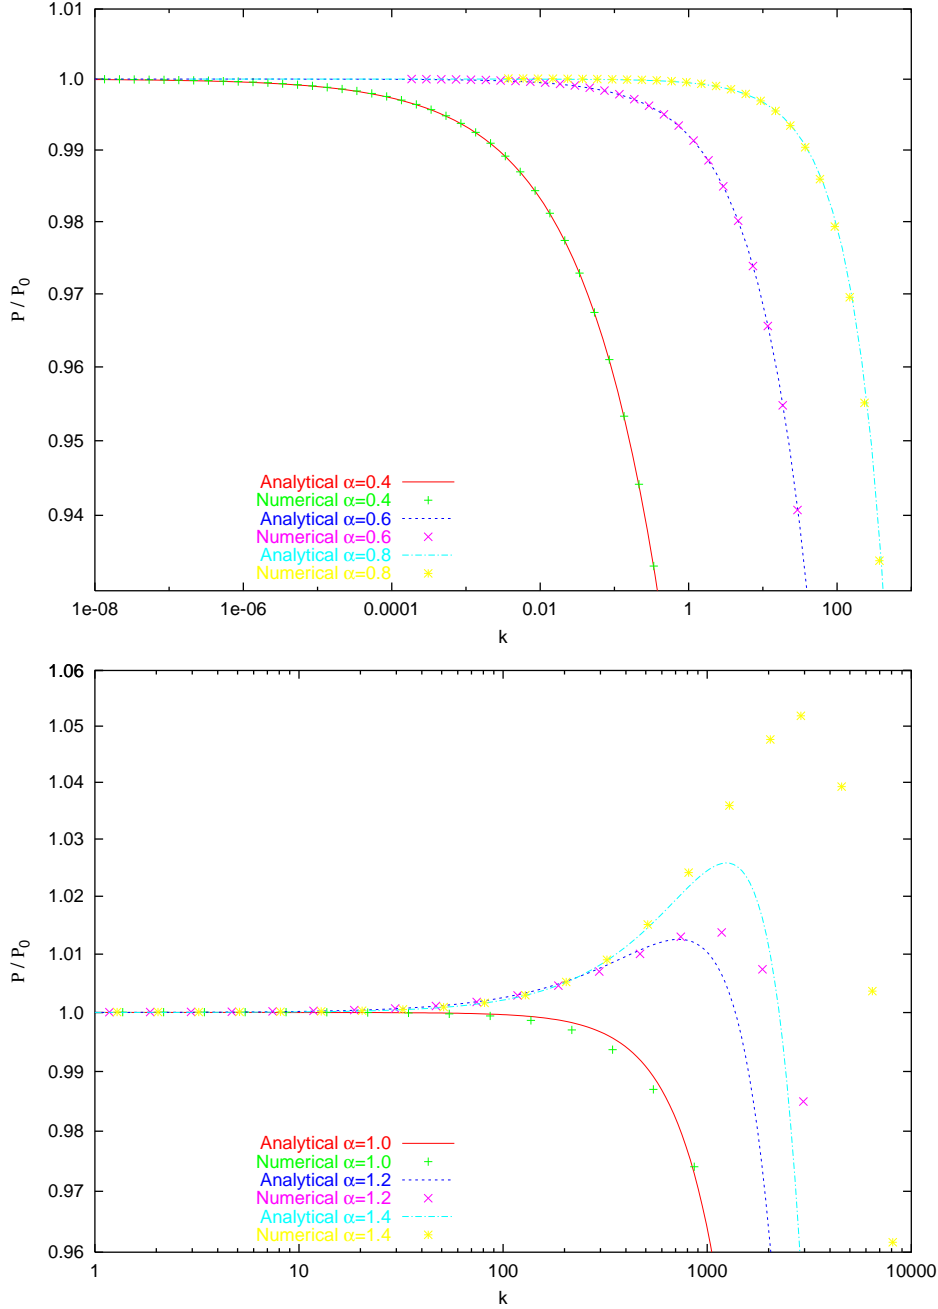 1.01
1.0
0.99
0.98
0.97
0.96
0.95
0.94
P / P0
Analytical α=0.4
Numerical α=0.4
Analytical α=0.6
Numerical α=0.6
Analytical α=0.8
Numerical α=0.8
1e-08 1e-06 0.0001 0.01 1 100
k
1.06
1.05
1.04
1.03
1.02
1.01
1.0
0.99
0.98
0.97
0.96
P / P0
Analytical α=1.0
Numerical α=1.0
Analytical α=1.2
Numerical α=1.2
Analytical α=1.4
Numerical α=1.4
1 10 100 1000 10000
k